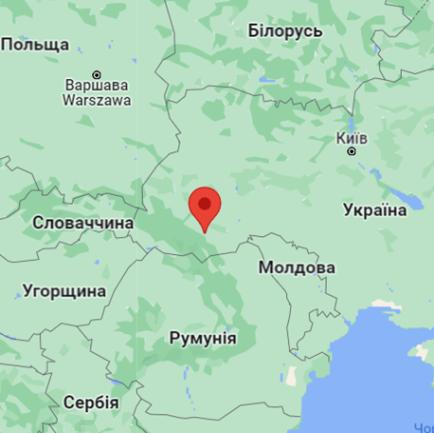 Білорусь
Польща
Варшава
Warszawa
Київ
Словаччина
Україна
Молдова
Угорщина
Румунія
Сербія